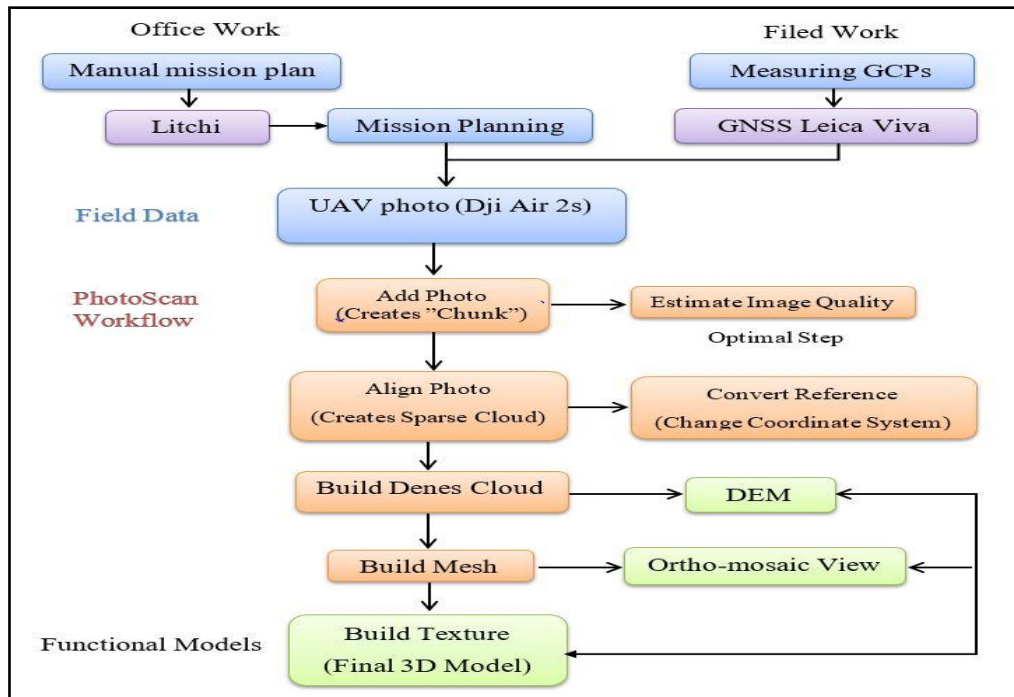 Office Work
Filed Work
Manual mission plan
Measuring GCPs
Litchi
Mission Planning
GNSS Leica Viva
Field Data
UAV photo (Dji Air 2s)
PhotoScan
Workflow
Add Photo
(Creates "Chunk")
Estimate Image Quality
Optimal Step
Align Photo
(Creates Sparse Cloud)
Convert Reference
(Change Coordinate System)
Build Denes Cloud
DEM
Build Mesh
Ortho-mosaic View
Functional Models
Build Texture
(Final 3D Model)